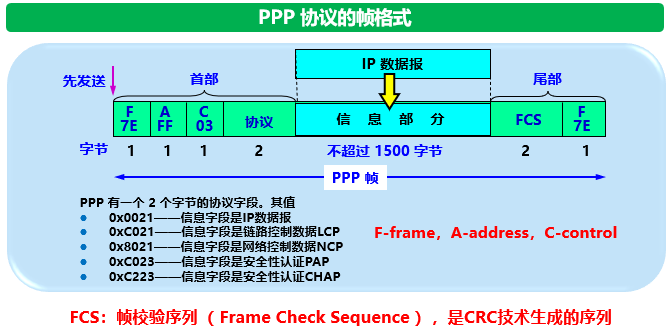 PPP 协议的帧格式
IP 数据报
先发送
首部
尾部
F
7E
A
FF
C
03
协议
信 息 部 分
FCS
F
7E
字节
1
1
1
2
不超过 1500 字节
2
1
PPP 帧
PPP 有一个 2 个字节的协议字段。其值
0x0021——信息字段是IP数据报
0xC021——信息字段是链路控制数据LCP
0x8021——信息字段是网络控制数据NCP
0xC023——信息字段是安全性认证PAP
0xC223——信息字段是安全性认证CHAP
F-frame，A-address，C-control
FCS：帧校验序列（ Frame Check Sequence ），是CRC技术生成的序列